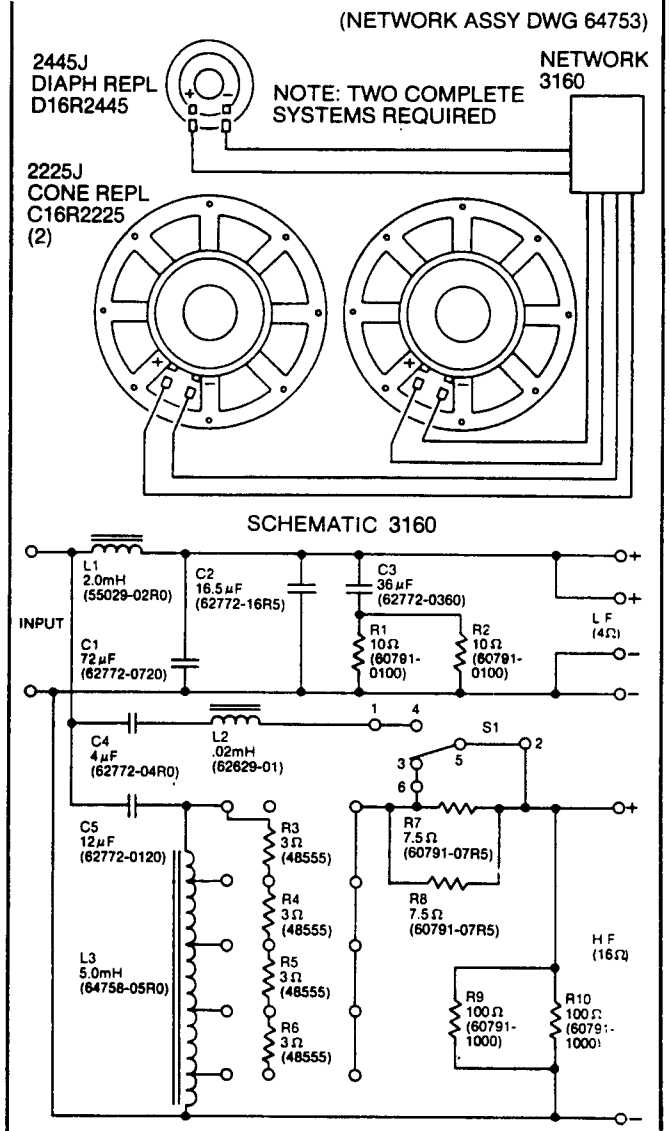 (NETWORK ASSY DWG 64753)
2445J
DIAPH REPL
D16R2445
NETWORK
3160
+ −
NOTE: TWO COMPLETE
SYSTEMS REQUIRED
2225J
CONE REPL
C16R2225
(2)
+ −
+ −
SCHEMATIC 3160
L1
2.0mH
(55029-02R0)
C2
16.5µF
(62772-16R5)
C3
36µF
(62772-0360)
+
+
INPUT
C1
72µF
(62772-0720)
R1
10Ω
(60791-
0100)
R2
10Ω
(60791-
0100)
LF
(4Ω)
−
−
C4
4µF
(62772-04R0)
L2
.02mH
(62629-01)
1 4
S1
3 5 2
6
C5
12µF
(62772-0120)
R3
3Ω
(48555)
R7
7.5Ω
(60791-07R5)
+
R4
3Ω
(48555)
R8
7.5Ω
(60791-07R5)
L3
5.0mH
(64758-05R0)
R5
3Ω
(48555)
HF
(16Ω)
R6
3Ω
(48555)
R9
100Ω
(60791-
1000)
R10
100Ω
(60791-
1000)
−